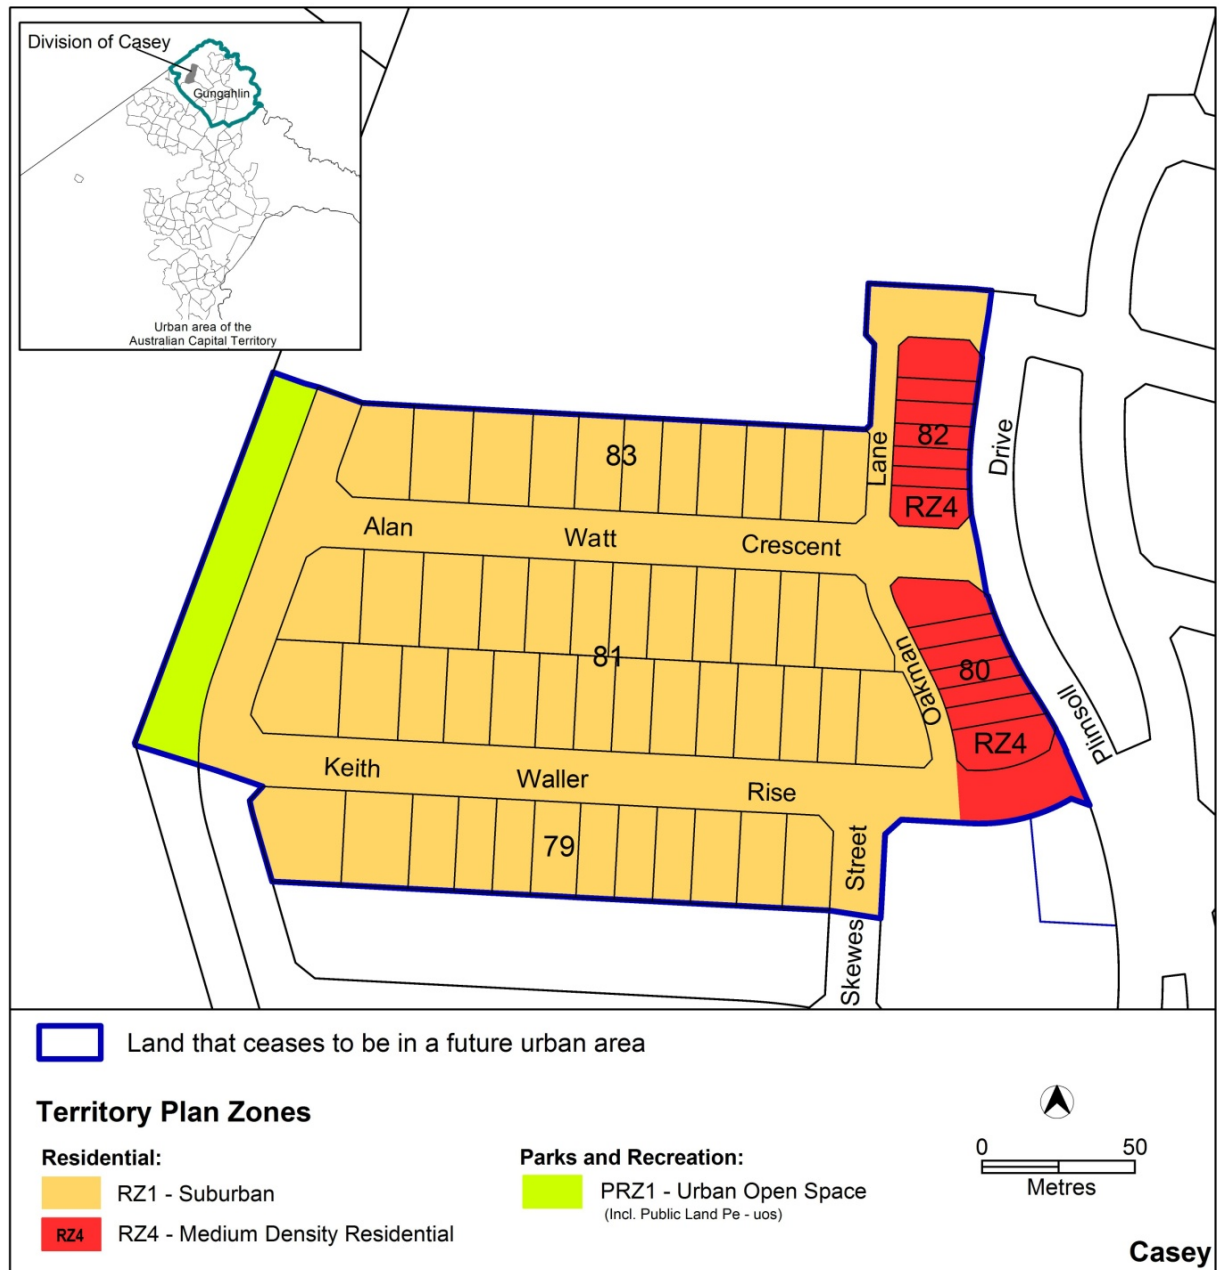 Division of Casey
Gungahlin
Urban area of the
Australian Capital Territory
83
Lane
82
Drive
RZ4
Alan Watt Crescent
81
Oakman
80
RZ4
Plimsoll
Keith Waller Rise
79
Street
Skewes
Land that ceases to be in a future urban area
Territory Plan Zones
Residential:
RZ1 - Suburban
RZ4
RZ4 - Medium Density Residential
Parks and Recreation:
PRZ1 - Urban Open Space
(Incl. Public Land Pe - uos)
0 50
Metres
Casey